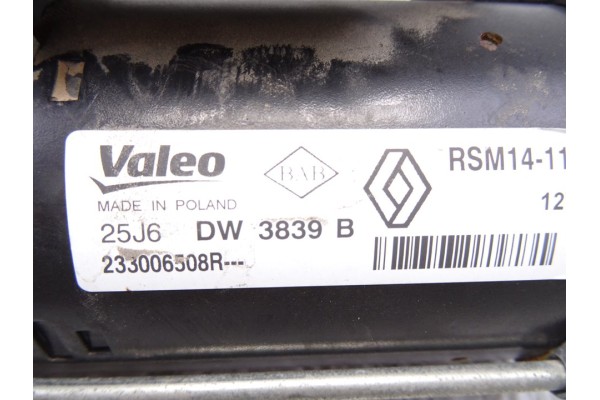 Valeo BAB RSM14-11
MADE IN POLAND 12
25J6 DW 3839 B
233006508R---